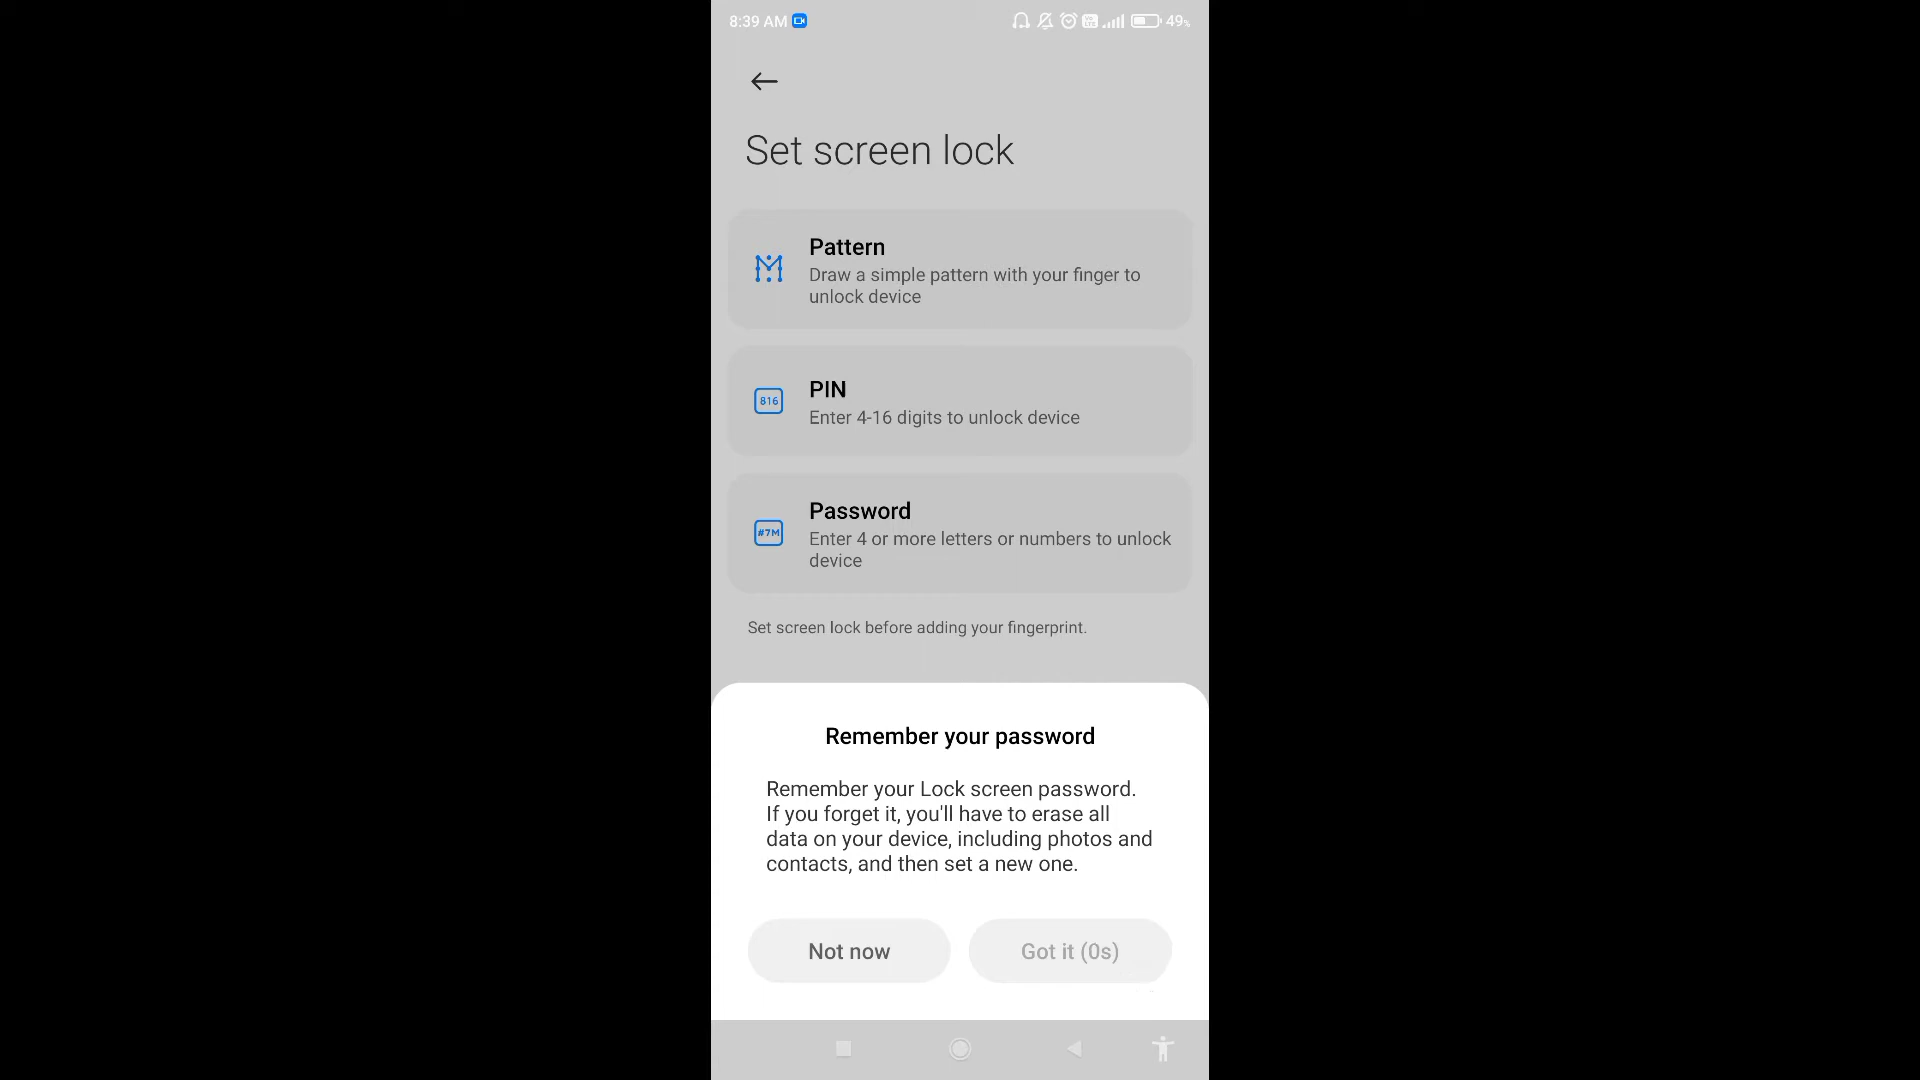 8:39 AM
49%
Set screen lock
Pattern
Draw a simple pattern with your finger to
unlock device
816
PIN
Enter 4-16 digits to unlock device
#7M
Password
Enter 4 or more letters or numbers to unlock
device
Set screen lock before adding your fingerprint.
Remember your password
Remember your Lock screen password.
If you forget it, you'll have to erase all
data on your device, including photos and
contacts, and then set a new one.
Not now
Got it (0s)